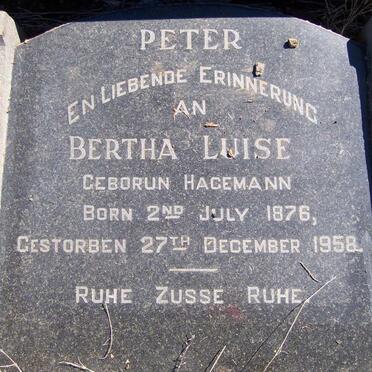 PETER
EN LIEBENDE ERINNERUNG
AN
BERTHA LUISE
GEBORUN HAGEMANN
BORN 2ND JULY 1876,
GESTORBEN 27TH DECEMBER 1958.
RUHE ZUSSE RUHE